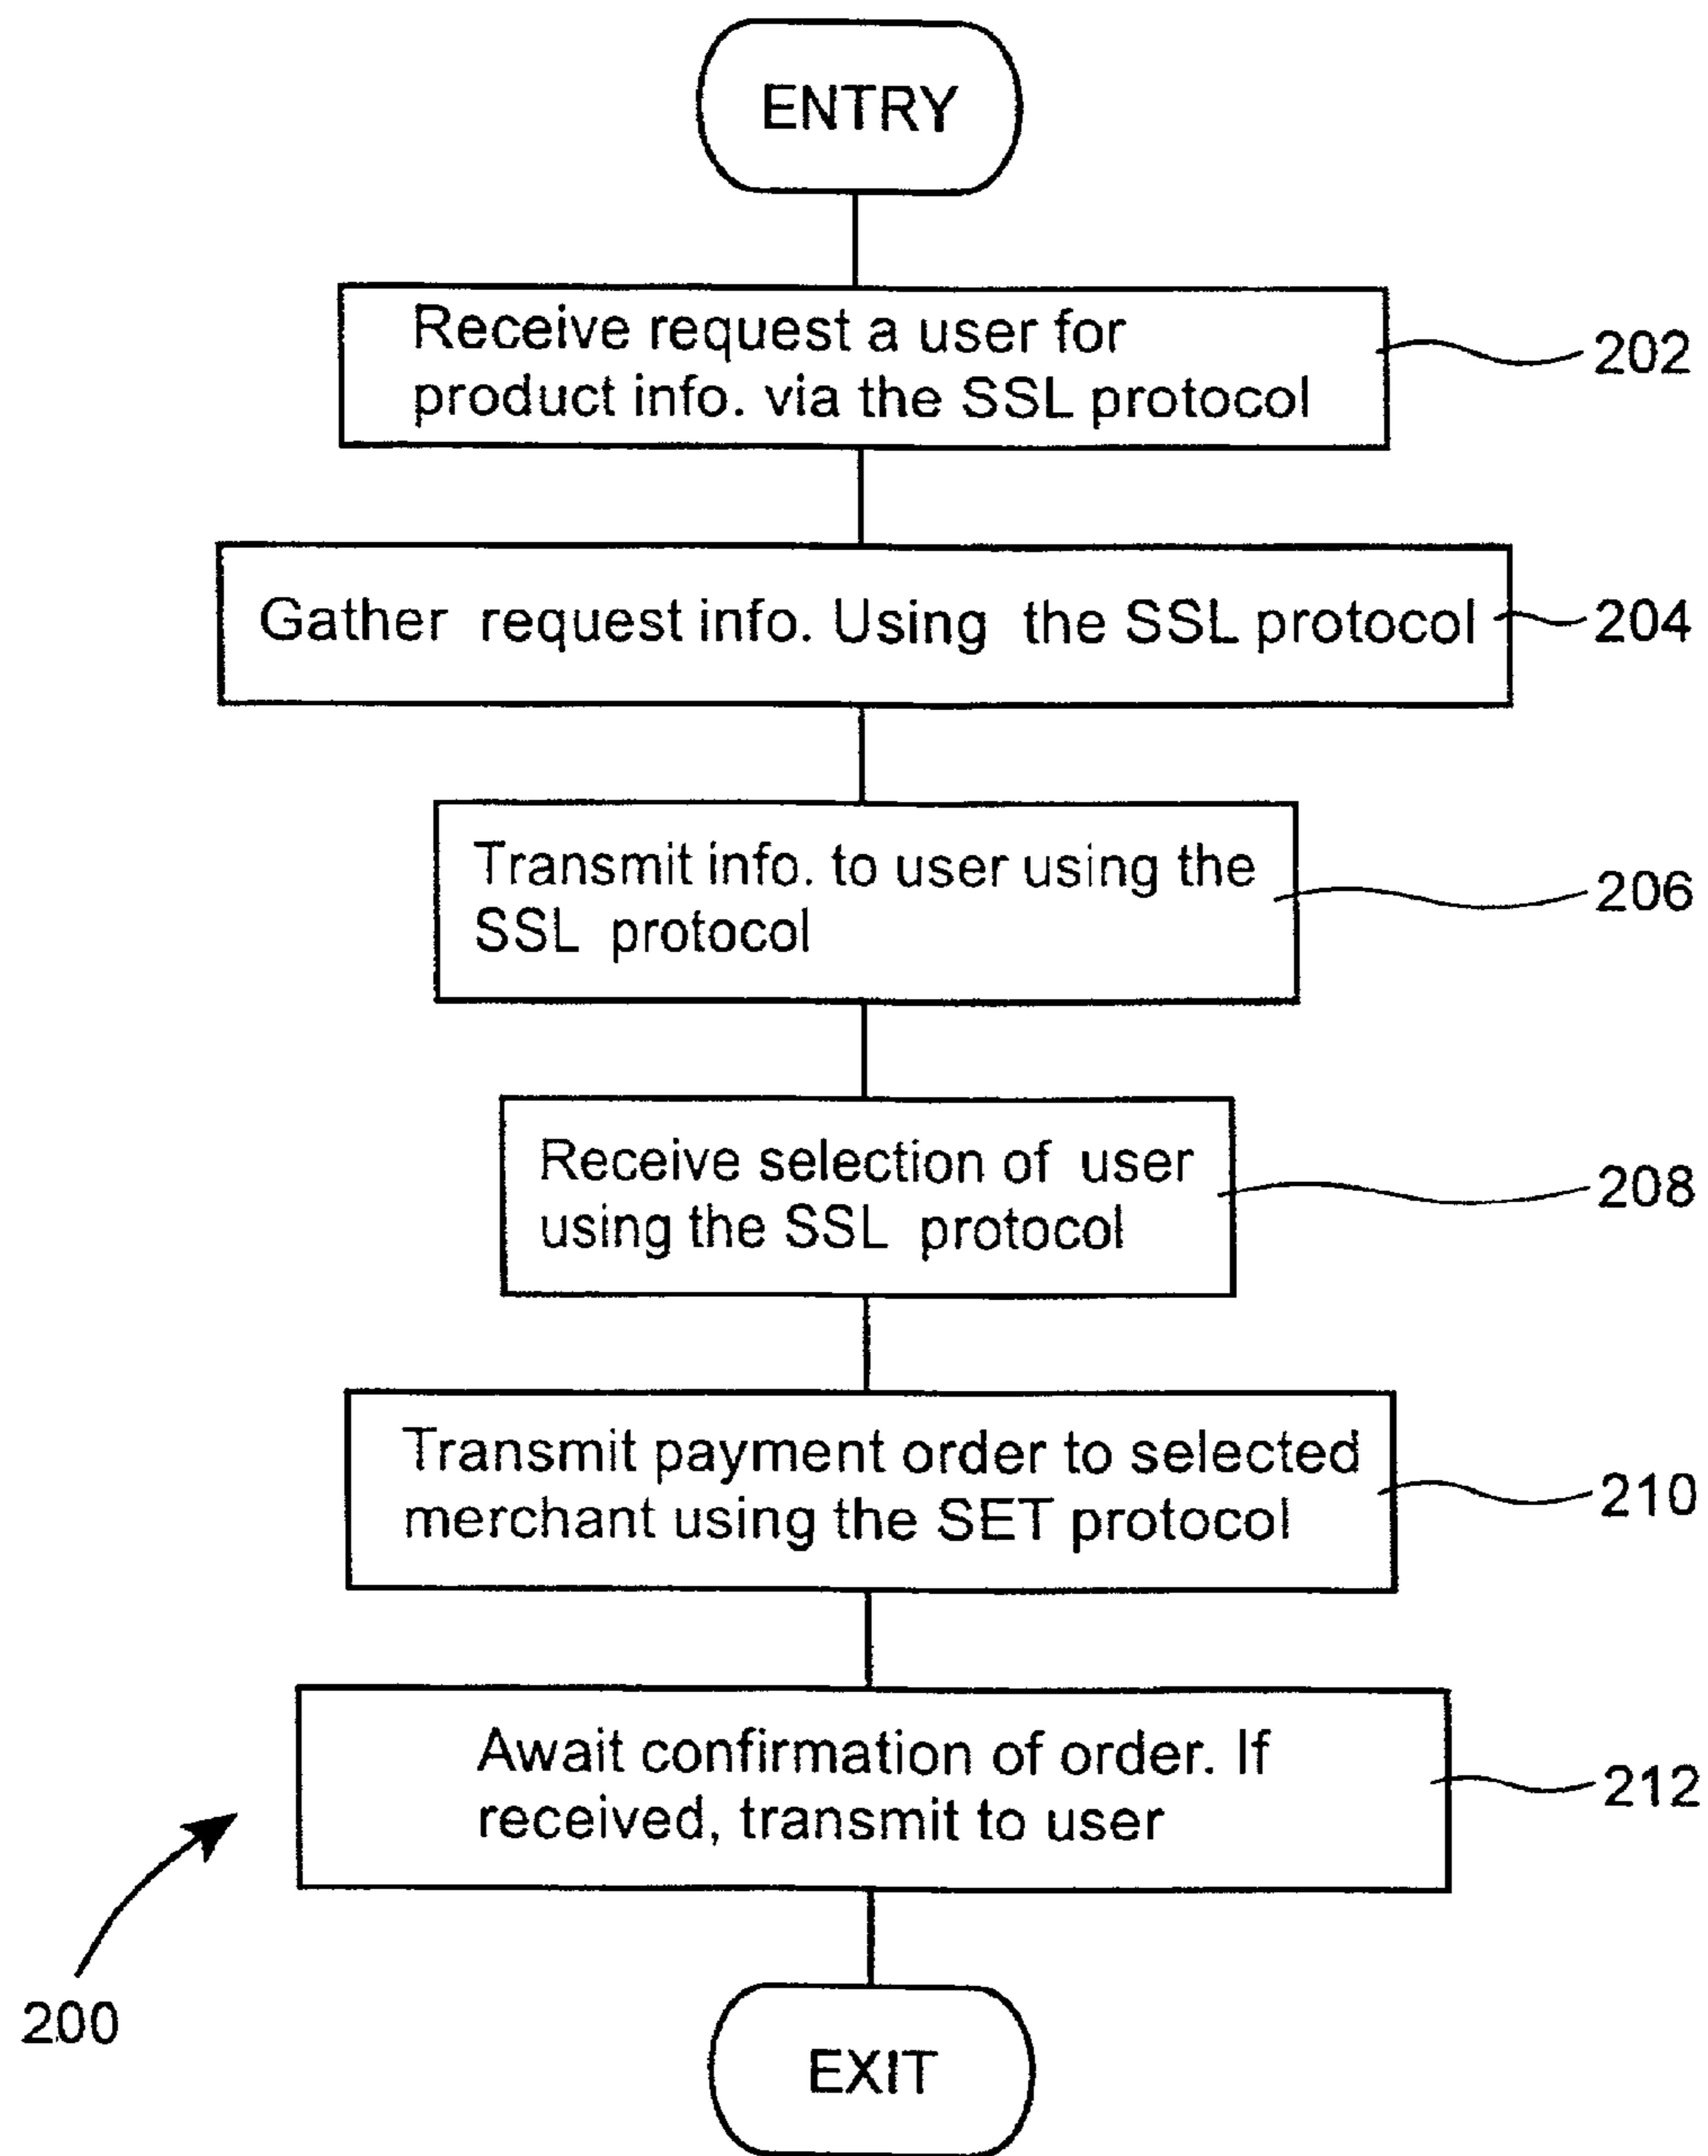 ENTRY
Receive request a user for
product info. via the SSL protocol
202
Gather request info. Using the SSL protocol
204
Transmit info. to user using the
SSL protocol
206
Receive selection of user
using the SSL protocol
208
Transmit payment order to selected
merchant using the SET protocol
210
Await confirmation of order. If
received, transmit to user
212
200
EXIT